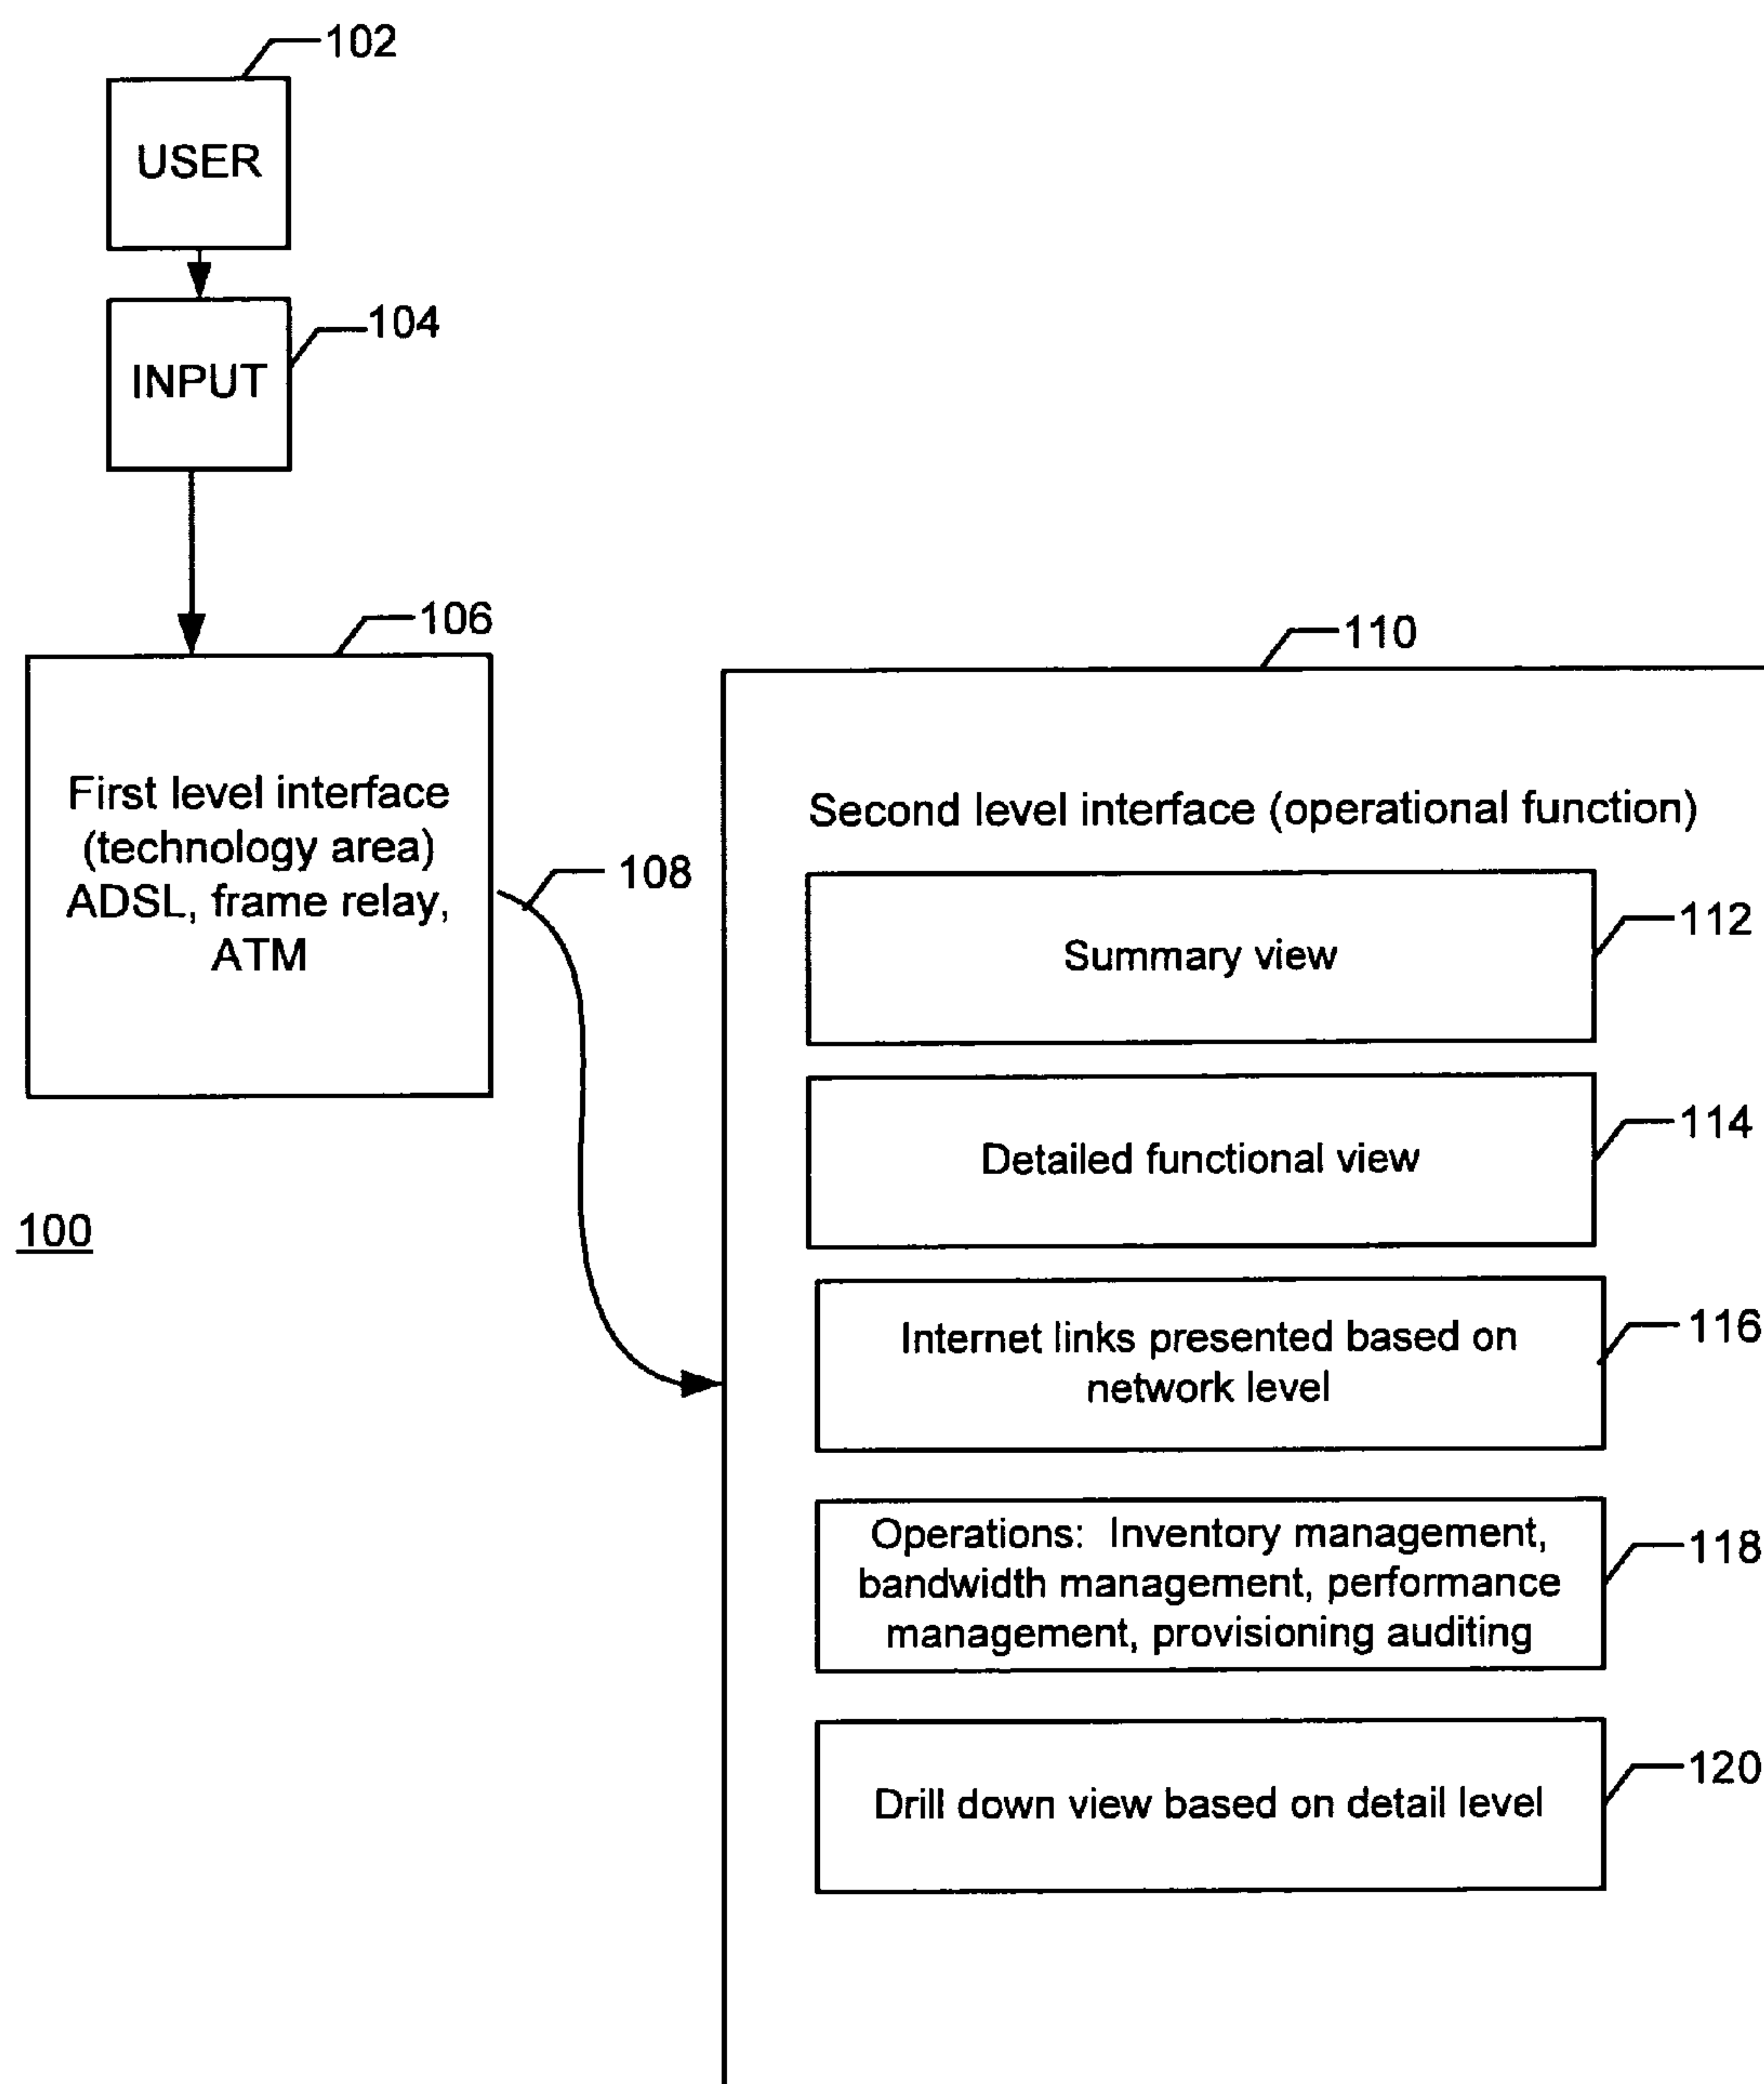 102
USER
104
INPUT
106
First level interface
(technology area)
ADSL, frame relay,
ATM
108
100
110
Second level interface (operational function)
112
Summary view
114
Detailed functional view
116
Internet links presented based on
network level
118
Operations:  Inventory management,
bandwidth management, performance
management, provisioning auditing
120
Drill down view based on detail level